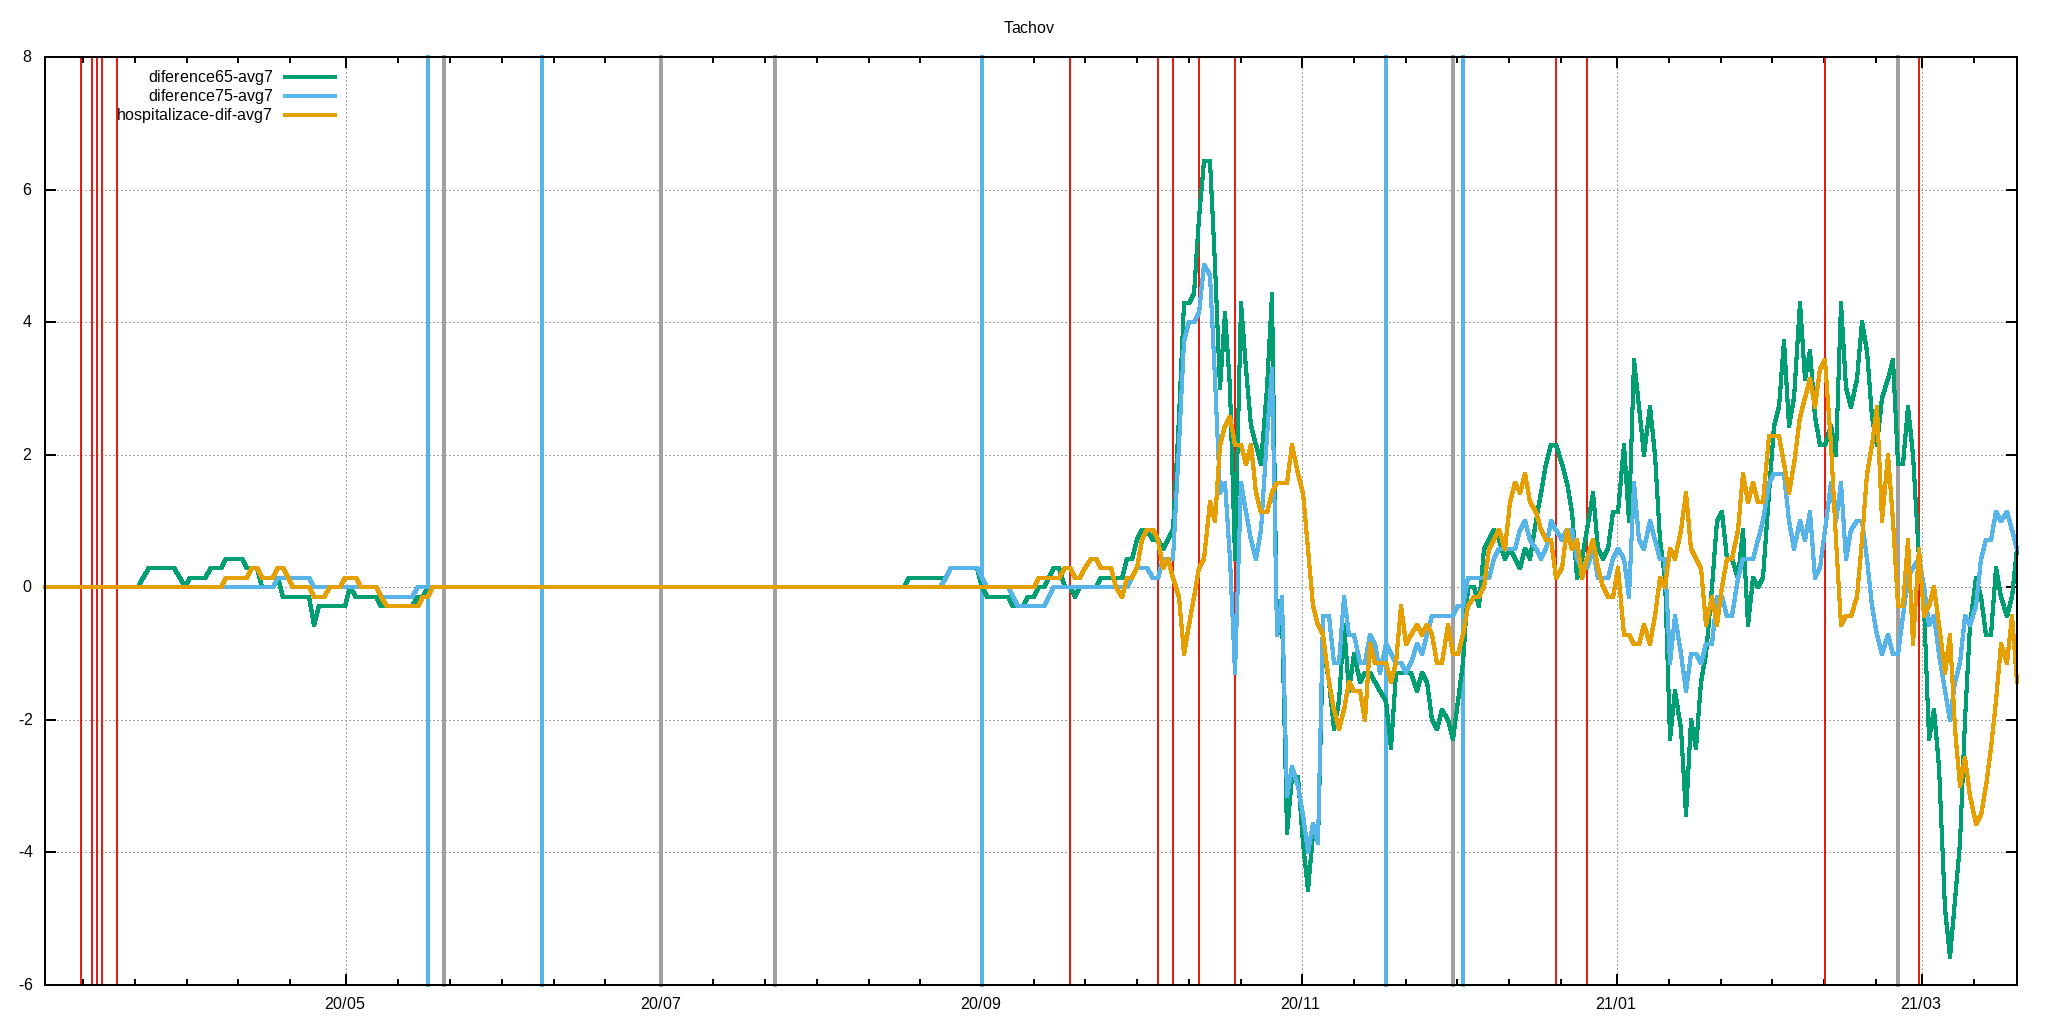 Tachov
8
diference65-avg7
diference75-avg7
hospitalizace-dif-avg7
6
4
2
0
-2
-4
-6
20/05 20/07 20/09 20/11 21/01 21/03